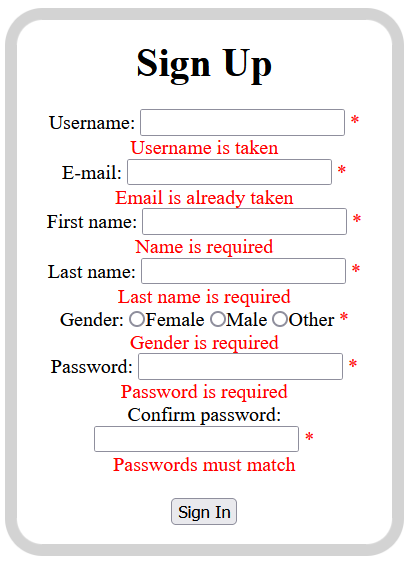 Sign Up
Username: *
Username is taken
E-mail: *
Email is already taken
First name: *
Name is required
Last name: *
Last name is required
Gender: Female Male Other *
Gender is required
Password: *
Password is required
Confirm password:
*
Passwords must match
Sign In